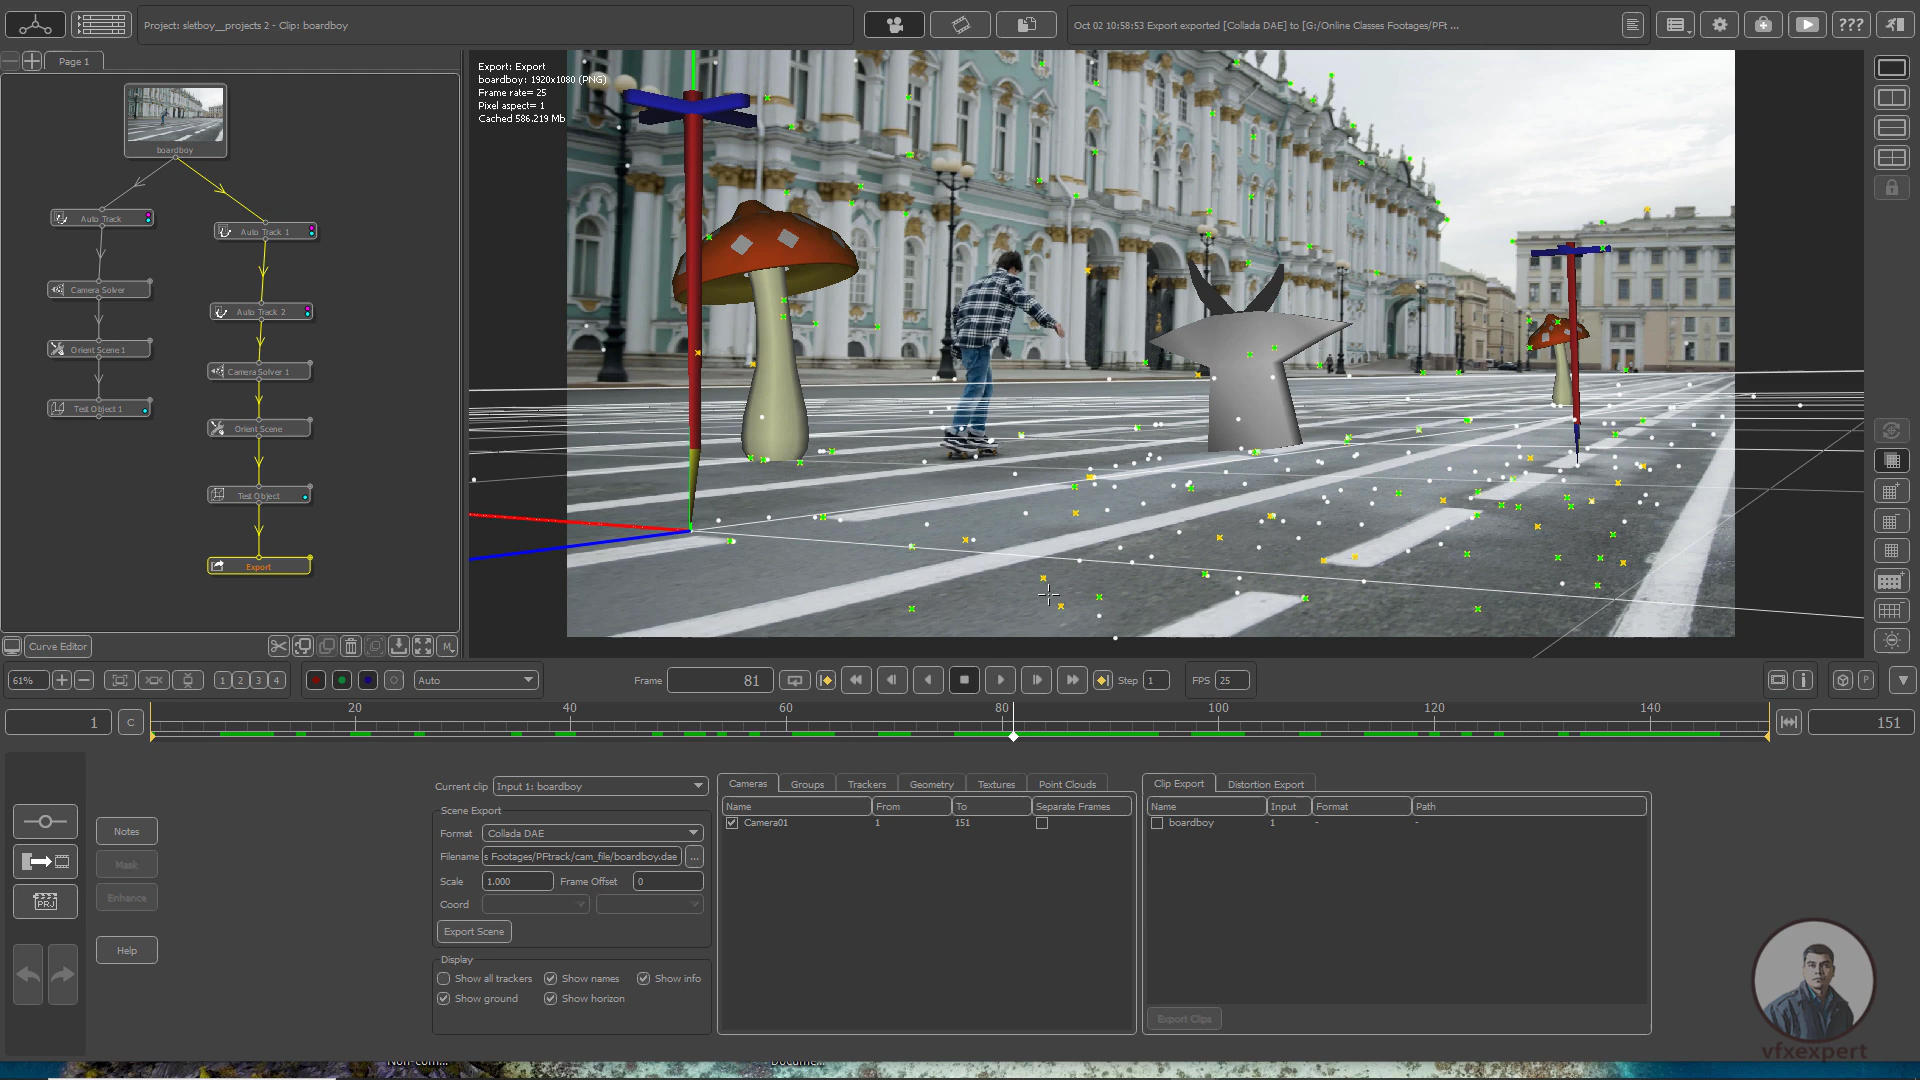 Project: sletboy__projects 2 - Clip: boardboy
Oct 02 10:58:53 Export exported [Collada DAE] to [G:/Online Classes Footages/PFt ...
???
Page 1
Export: Export
boardboy: 1920x1080 (PNG)
Frame rate= 25
Pixel aspect= 1
Cached 586.219 Mb
boardboy
Auto Track
Auto Track 1
Camera Solver
Auto Track 2
Orient Scene 1
Camera Solver 1
Test Object 1
Orient Scene
Test Object
Export
Curve Editor
M
61%
1 2 3 4
Auto
Frame 81
Step 1
FPS 25
P
1
C
20 40 60 80 100 120 140
151
Current clip Input 1: boardboy
Scene Export
Format Collada DAE
Filename s Footages/PFtrack/cam_file/boardboy.dae ...
Scale 1.000 Frame Offset 0
Coord
Export Scene
Display
Show all trackers Show names Show info
Show ground Show horizon
Notes
Mask
Enhance
Help
PRJ
Cameras Groups Trackers Geometry Textures Point Clouds
Name From To Separate Frames
Camera01 1 151
Clip Export Distortion Export
Name Input Format Path
boardboy 1 - -
Export Clips
vfxexpert